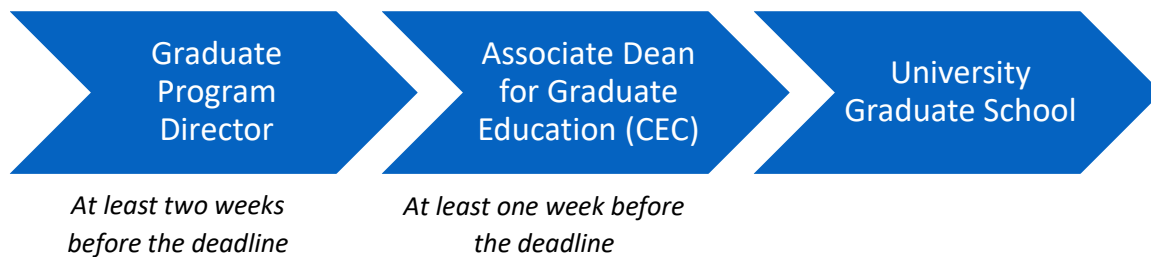 Graduate
Program
Director
Associate Dean
for Graduate
Education (CEC)
University
Graduate School
At least two weeks
before the deadline
At least one week before
the deadline